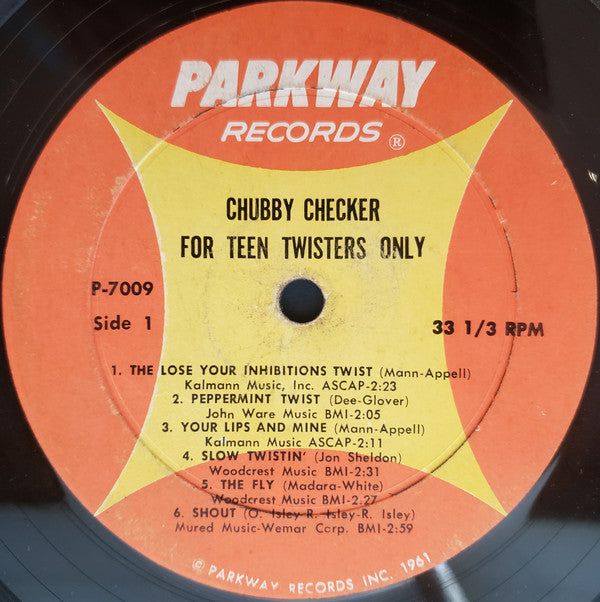 PARKWAY
RECORDS ®
CHUBBY CHECKER
FOR TEEN TWISTERS ONLY
P-7009
Side 1
33 1/3 RPM
1. THE LOSE YOUR INHIBITIONS TWIST (Mann-Appell)
Kalmann Music, Inc. ASCAP-2:23
2. PEPPERMINT TWIST (Dee-Glover)
John Ware Music BMI-2:05
3. YOUR LIPS AND MINE (Mann-Appell)
Kalmann Music ASCAP-2:11
4. SLOW TWISTIN' (Jon Sheldon)
Woodcrest Music BMI-2:31
5. THE FLY (Madara-White)
Woodcrest Music BMI-2.27
6. SHOUT (O. Isley-R. Isley-R. Isley)
Mured Music-Wemar Corp. BMI-2:59
© PARKWAY RECORDS INC. 1961